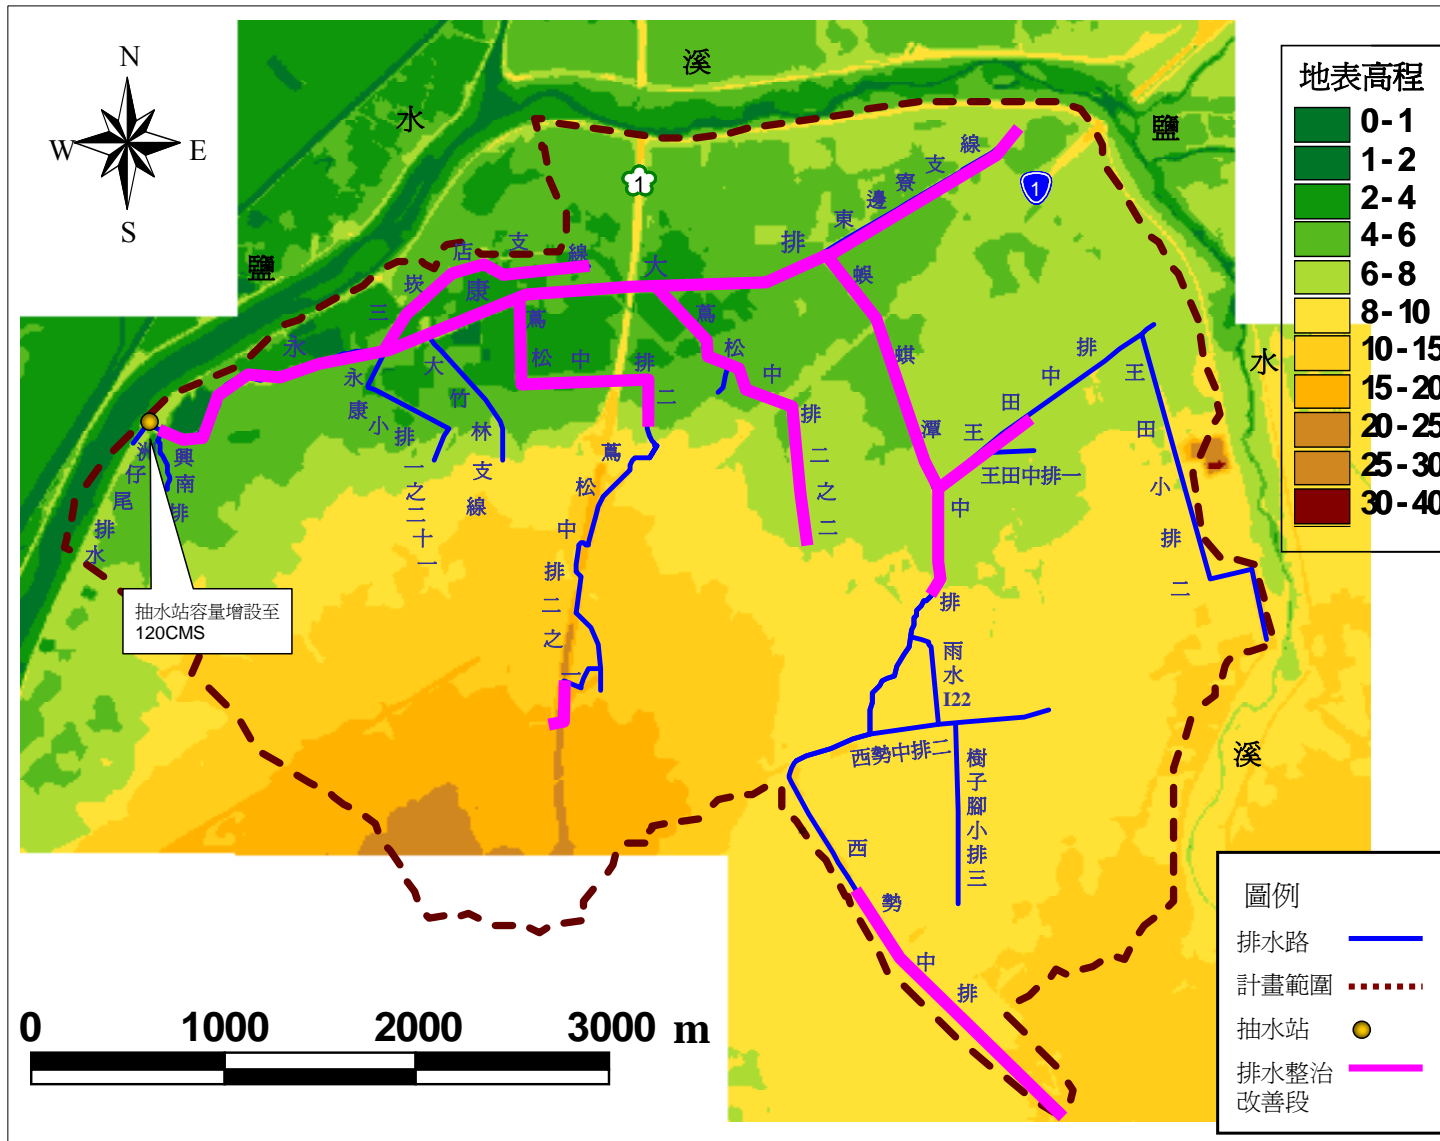 N
W
E
S
溪
水
鹽
鹽
水
溪
1
1
地表高程
0-1
1-2
2-4
4-6
6-8
8-10
10-15
15-20
20-25
25-30
30-40
永康大排
三崁店支線
東邊寮支線
蜈蜞潭中排
蔦松中排二
蔦松中排二之二
蔦松中排二之一
永康小排一之二十一
大竹林支線
王田中排
王田中排一
王田小排二
洲仔尾排水
興南排
雨水
I22
西勢中排二
樹子腳小排三
西勢中排
抽水站容量增設至
120CMS
0 1000 2000 3000 m
圖例
排水路
計畫範圍
抽水站
排水整治
改善段